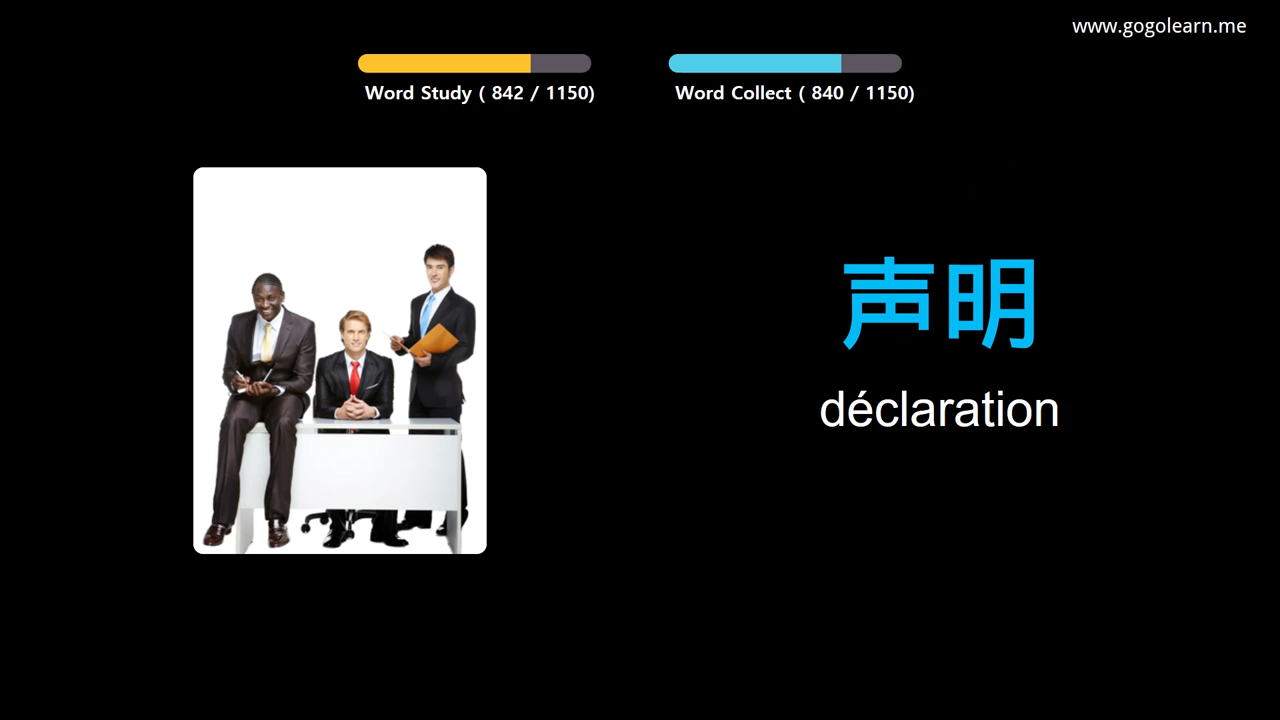 www.gogolearn.me
Word Study ( 842 / 1150)
Word Collect ( 840 / 1150)
声明
déclaration